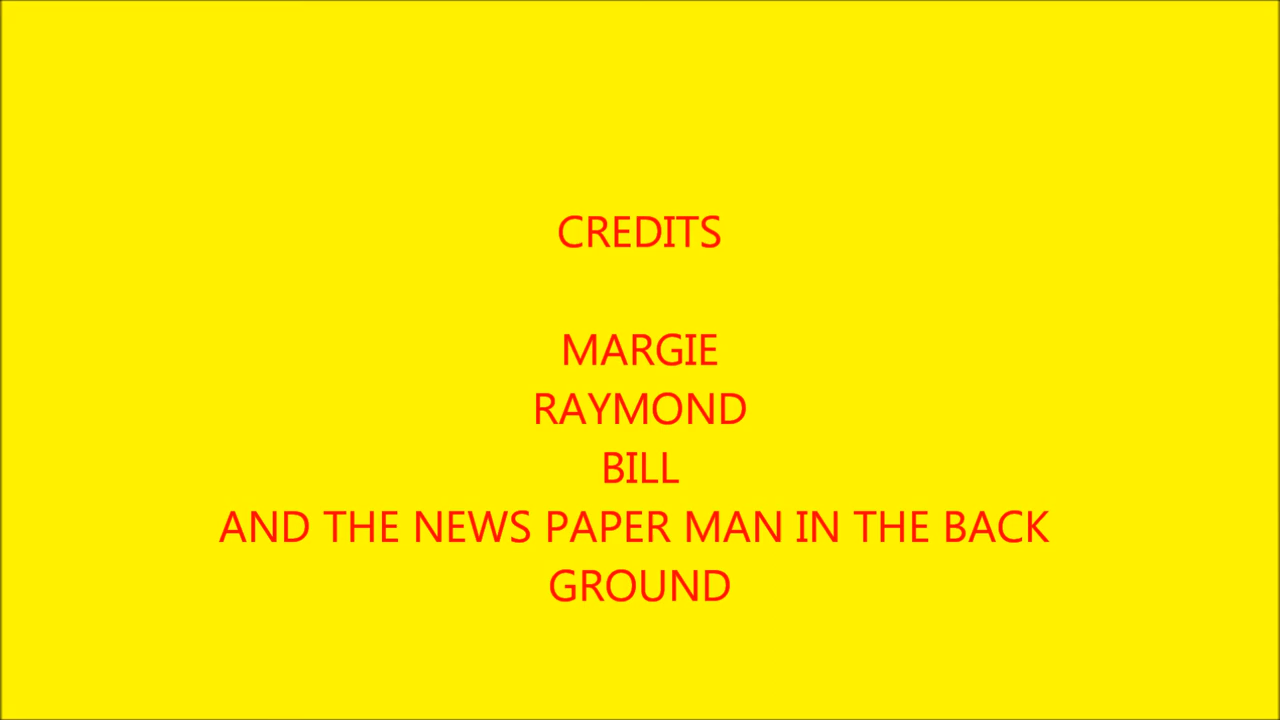 CREDITS
MARGIE
RAYMOND
BILL
AND THE NEWS PAPER MAN IN THE BACK
GROUND